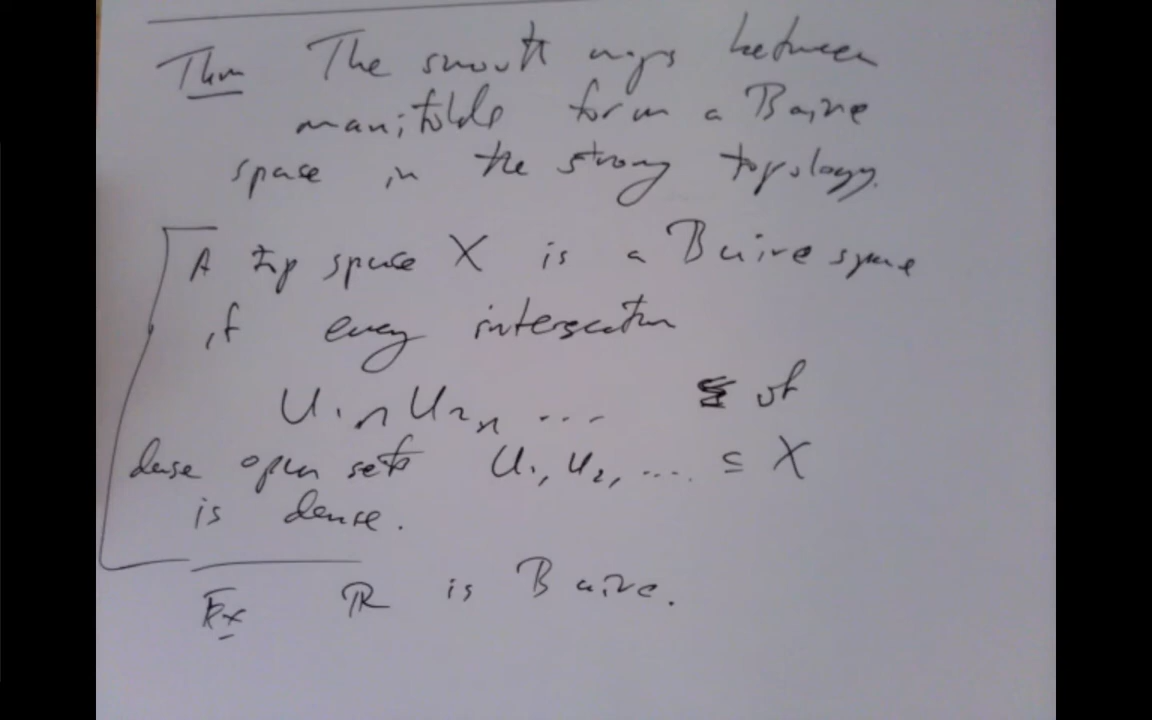 Thm The smooth maps between
manifolds form a Baire
space in the strong topology.
A top space X is a Baire space
if every intersection
U₁ ∩ U₂ ∩ ... of
dense open sets U₁, U₂, .... ⊆ X
is dense.
Ex ℝ is Baire.